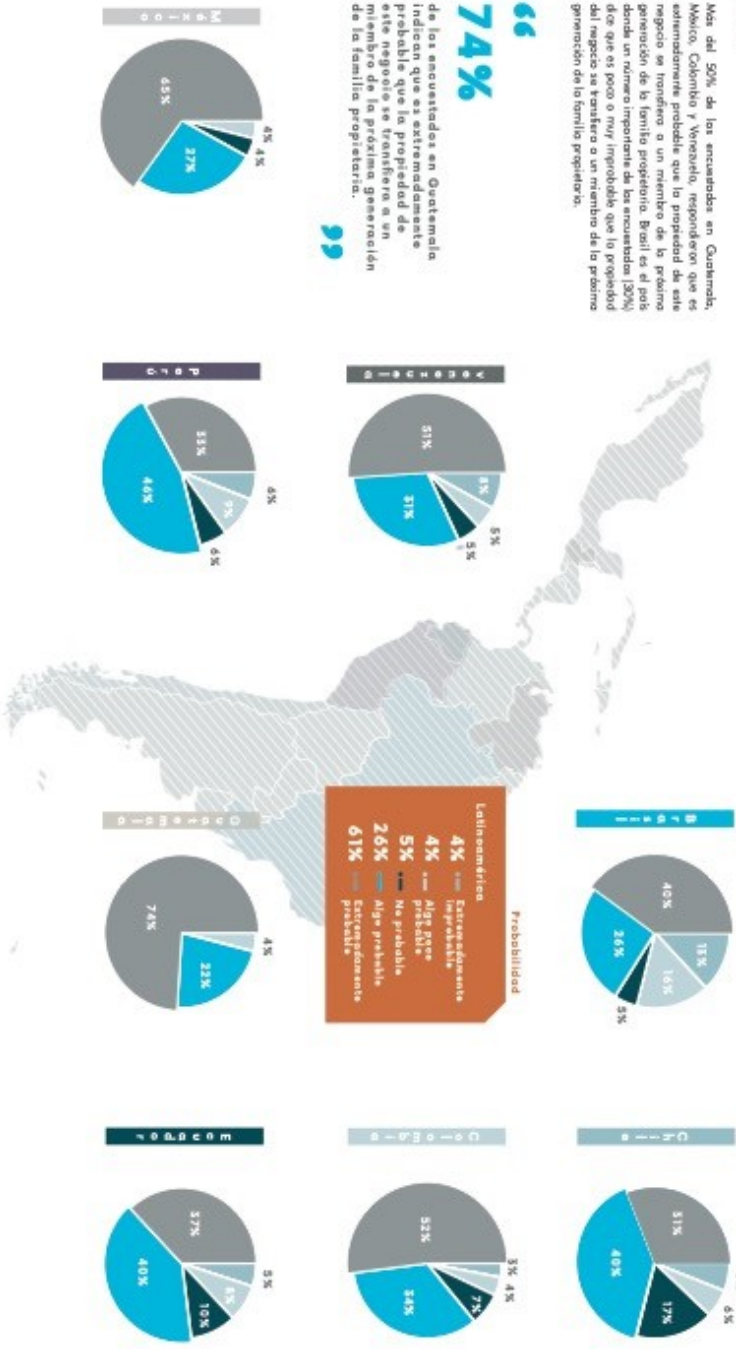 Más del 50% de los encuestados en Guatemala,
México, Colombia y Venezuela, respondieron que es
extremadamente probable que la propiedad de este
negocio se transfiera a un miembro de la próxima
generación de la familia propietaria. Brasil es el país
donde un número importante de los encuestados (30%)
dice que es poco o muy improbable que la propiedad
del negocio se transfiera a un miembro de la próxima
generación de la familia propietaria.
“
74%
de los encuestados en Guatemala
indican que es extremadamente
probable que la propiedad de
este negocio se transfiera a un
miembro de la próxima generación
de la familia propietaria.
”
Brasil
40%
15%
16%
5%
26%
Chile
31%
6%
17%
40%
Venezuela
51%
8%
5%
5%
31%
Probabilidad
Latinoamérica
4% Extremadamente
improbable
4% Algo poco
probable
5% No probable
26% Algo probable
61% Extremadamente
probable
Colombia
52%
3%
4%
7%
34%
México
65%
4%
4%
27%
Perú
33%
6%
9%
6%
46%
Guatemala
74%
4%
22%
Ecuador
37%
5%
8%
10%
40%